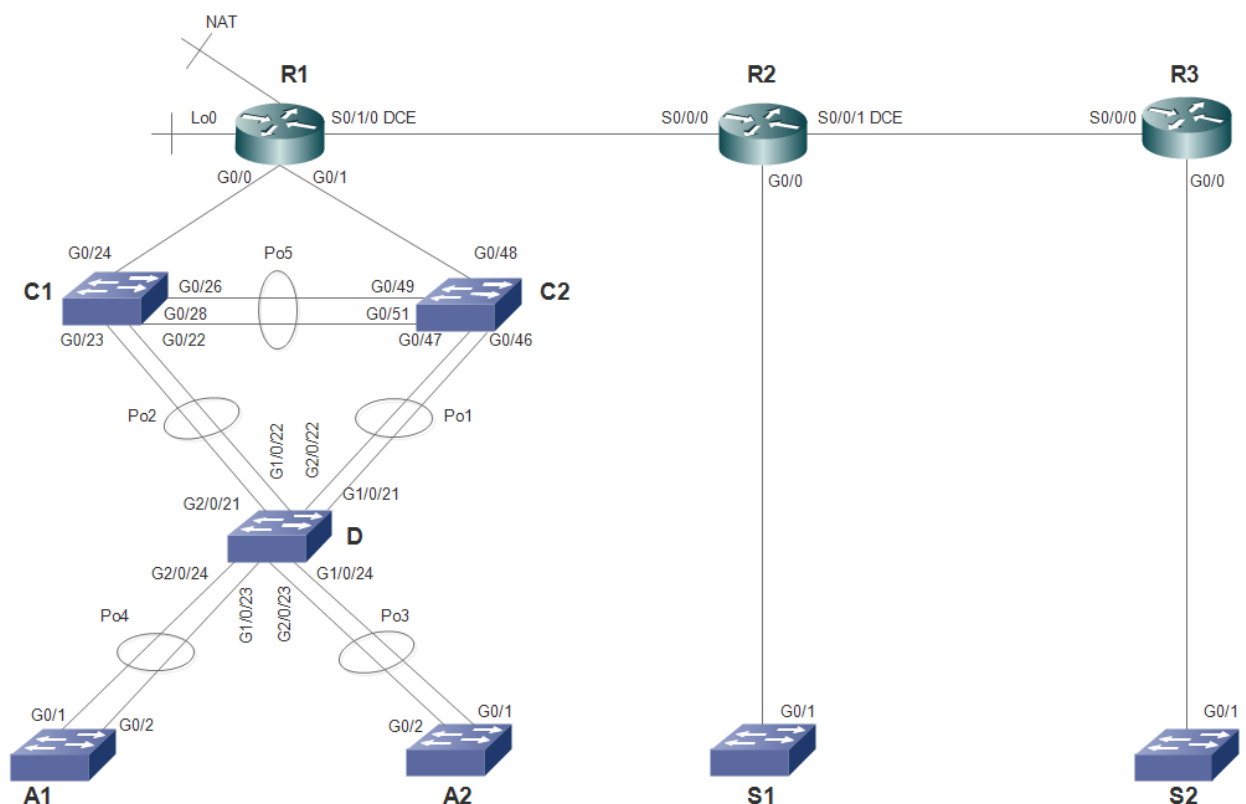 NAT
R1
R2
R3
Lo0
S0/1/0 DCE
S0/0/0
S0/0/1 DCE
S0/0/0
G0/0
G0/1
G0/0
G0/0
G0/24
Po5
G0/48
C1
G0/26
G0/49
C2
G0/28
G0/51
G0/23
G0/22
G0/47
G0/46
Po2
Po1
G1/0/22
G2/0/22
G2/0/21
G1/0/21
D
G2/0/24
G1/0/24
G1/0/23
G2/0/23
Po4
Po3
G0/1
G0/2
G0/2
G0/1
G0/1
G0/1
A1
A2
S1
S2